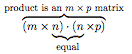 product is an m × p matrix
(m × n) · (n × p)
equal